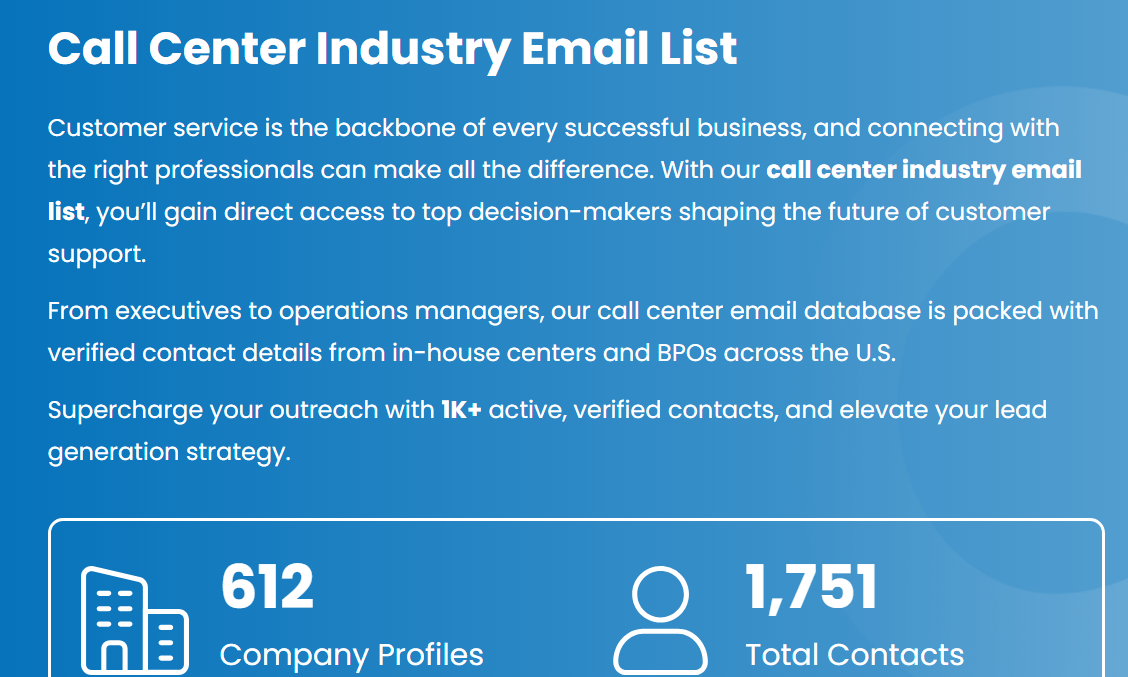 Call Center Industry Email List
Customer service is the backbone of every successful business, and connecting with
the right professionals can make all the difference. With our call center industry email
list, you’ll gain direct access to top decision-makers shaping the future of customer
support.
From executives to operations managers, our call center email database is packed with
verified contact details from in-house centers and BPOs across the U.S.
Supercharge your outreach with 1K+ active, verified contacts, and elevate your lead
generation strategy.
612
Company Profiles
1,751
Total Contacts